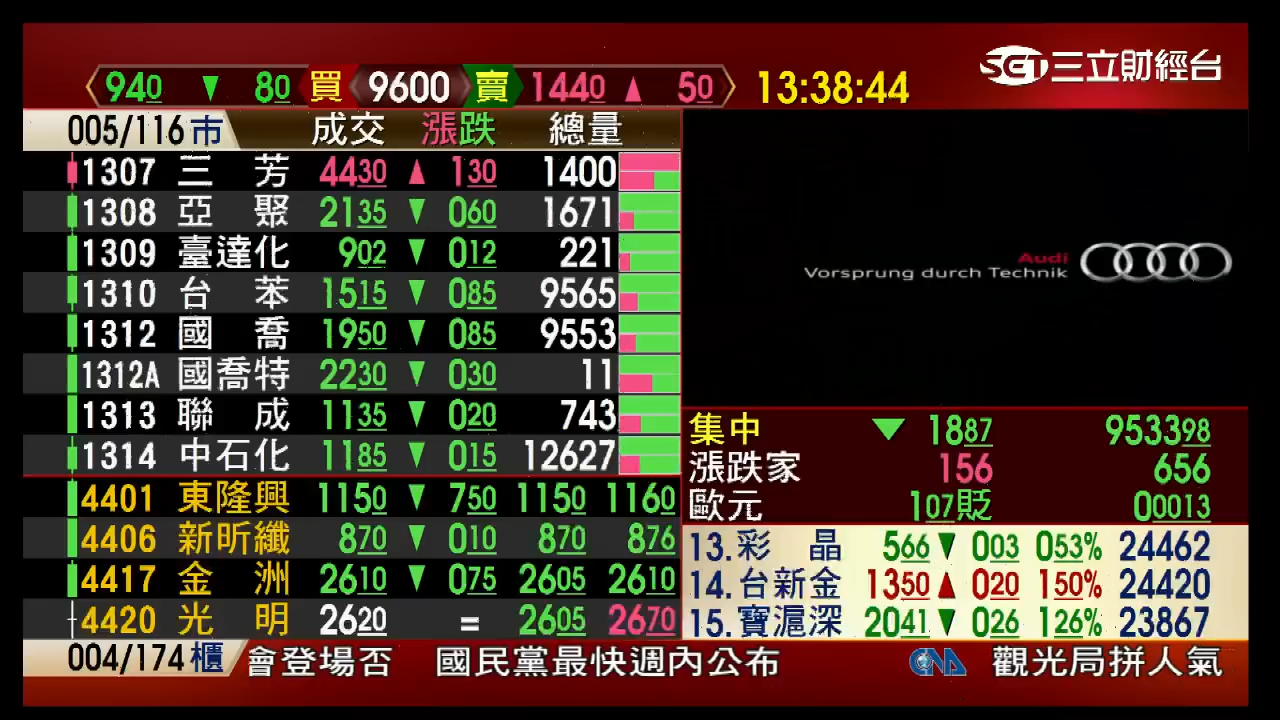 940 ▼ 80 買 9600 賣 1440 ▲ 50 13:38:44 SET 三立財經台
005/116 市 成交 漲跌 總量
1307 三芳 4430 ▲ 130 1400
1308 亞聚 2135 ▼ 060 1671
1309 臺達化 902 ▼ 012 221
1310 台苯 1515 ▼ 085 9565
1312 國喬 1950 ▼ 085 9553
1312A 國喬特 2230 ▼ 030 11
1313 聯成 1135 ▼ 020 743
1314 中石化 1185 ▼ 015 12627
4401 東隆興 1150 ▼ 750 1150 1160
4406 新昕纖 870 ▼ 010 870 876
4417 金洲 2610 ▼ 075 2605 2610
4420 光明 2620 = 2605 2670
Audi
Vorsprung durch Technik
集中 ▼ 1887 953398
漲跌家 156 656
歐元 107貶 00013
13.彩晶 566 ▼ 003 053% 24462
14.台新金 1350 ▲ 020 150% 24420
15.寶滬深 2041 ▼ 026 126% 23867
004/174 櫃 會登場否 國民黨最快週內公布 CNA 觀光局拼人氣